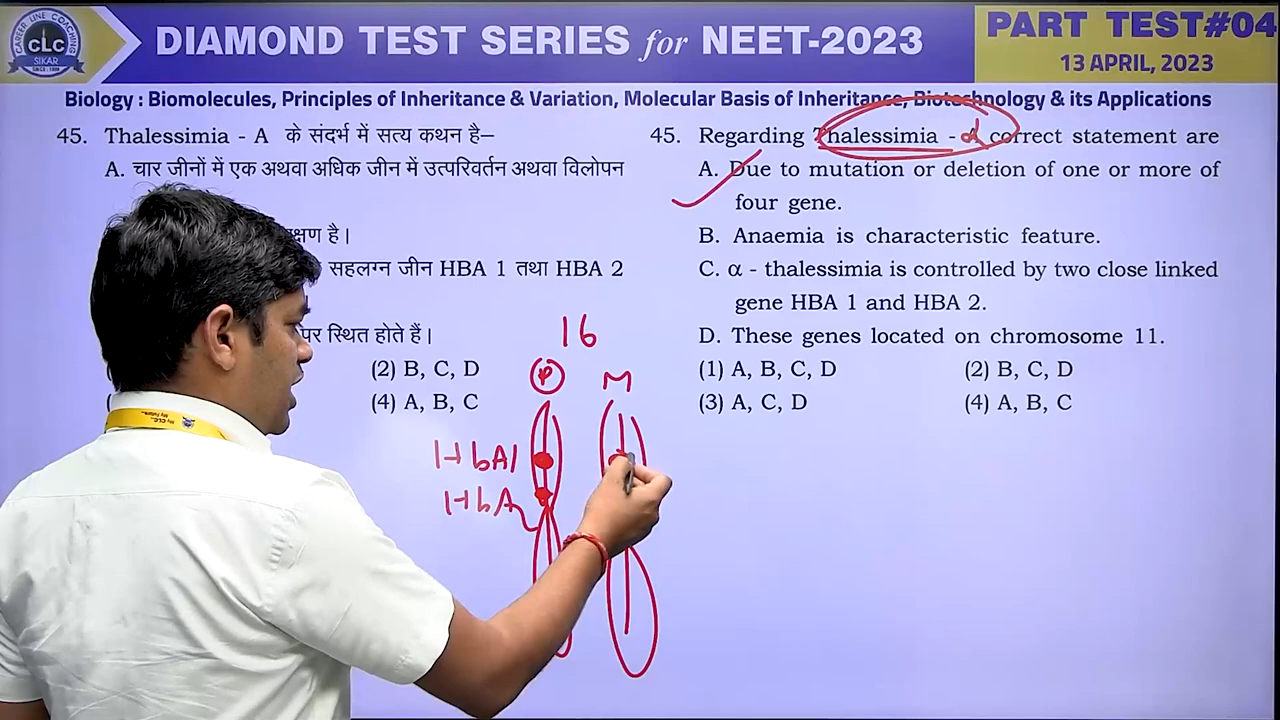 CAREER LINE COACHING
CLC
SIKAR
SINCE : 1996
DIAMOND TEST SERIES for NEET-2023
PART TEST#04
13 APRIL, 2023
Biology : Biomolecules, Principles of Inheritance & Variation, Molecular Basis of Inheritance, Biotechnology & its Applications
45. Thalessimia - A के संदर्भ में सत्य कथन है–
A. चार जीनों में एक अथवा अधिक जीन में उत्परिवर्तन अथवा विलोपन
है।
सहलग्न जीन HBA 1 तथा HBA 2
पर स्थित होते हैं।
(2) B, C, D
(4) A, B, C
45. Regarding Thalessimia - α correct statement are
A. Due to mutation or deletion of one or more of
four gene.
B. Anaemia is characteristic feature.
C. α - thalessimia is controlled by two close linked
gene HBA 1 and HBA 2.
D. These genes located on chromosome 11.
(1) A, B, C, D (2) B, C, D
(3) A, C, D (4) A, B, C
16
P M
HbA1
HbA
My CLC...